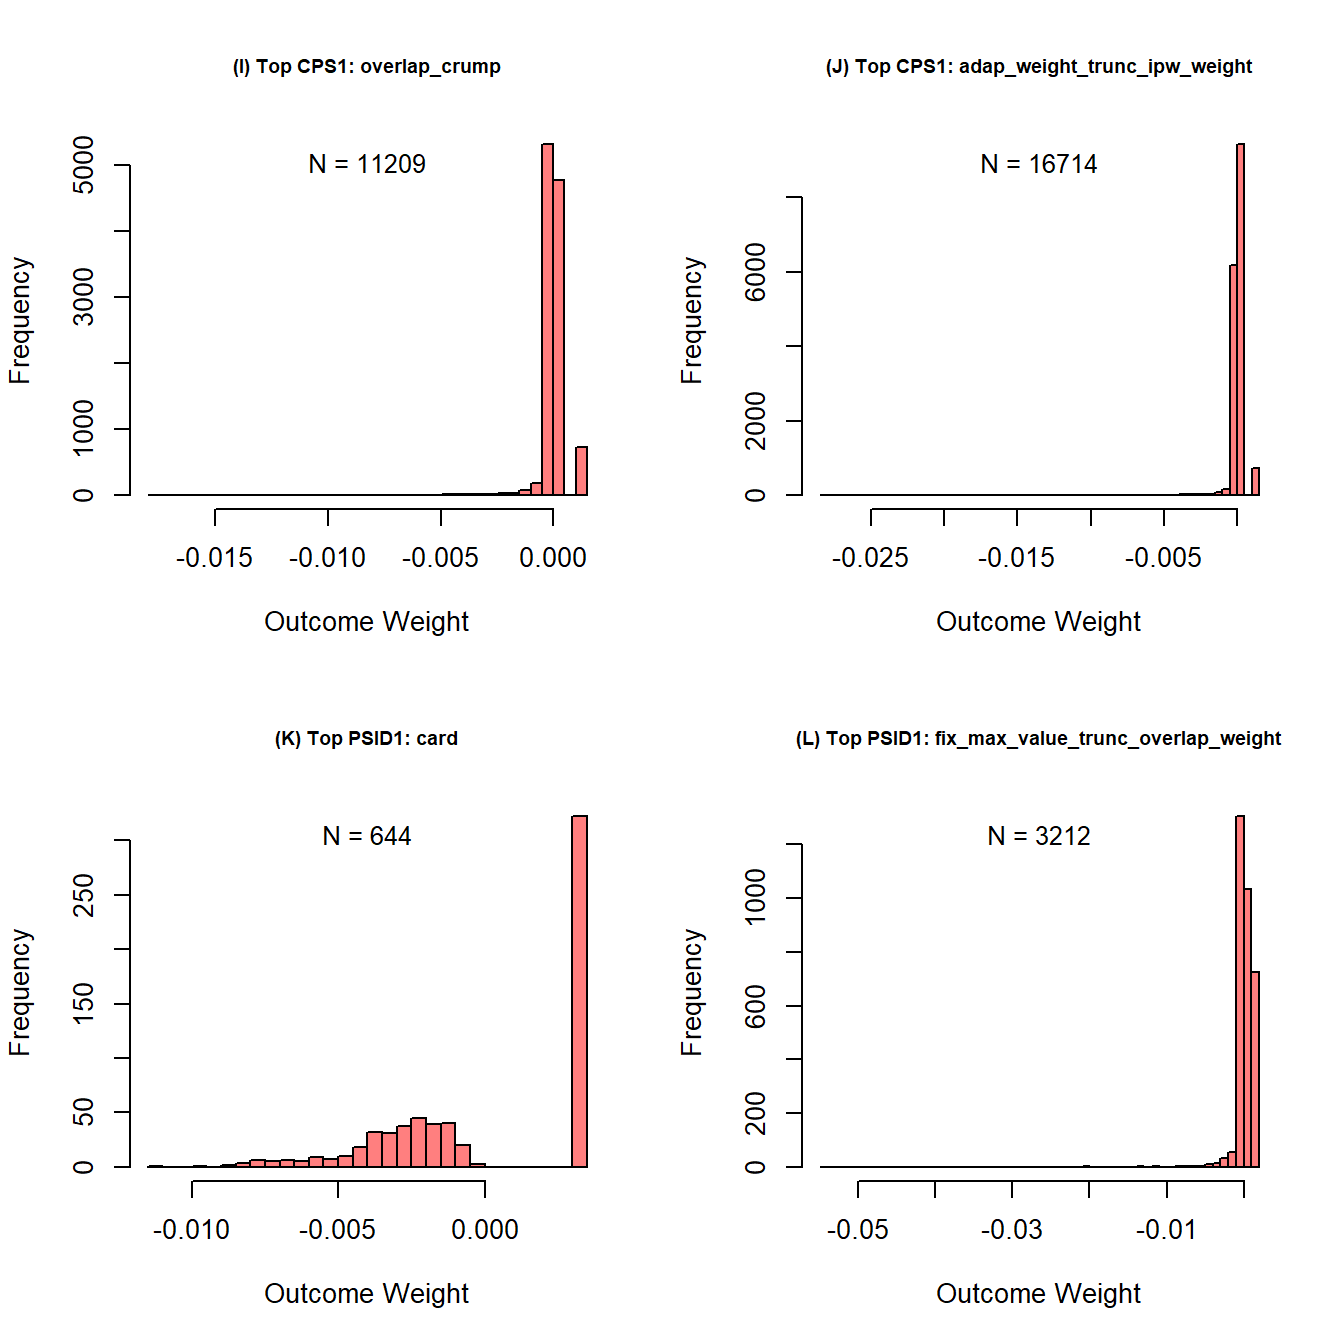 (I) Top CPS1: overlap_crump
N = 11209
Frequency
5000
3000
1000
0
-0.015 -0.010 -0.005 0.000
Outcome Weight
(J) Top CPS1: adap_weight_trunc_ipw_weight
N = 16714
Frequency
6000
2000
0
-0.025 -0.015 -0.005
Outcome Weight
(K) Top PSID1: card
N = 644
Frequency
250
150
50
0
-0.010 -0.005 0.000
Outcome Weight
(L) Top PSID1: fix_max_value_trunc_overlap_weight
N = 3212
Frequency
1000
600
200
0
-0.05 -0.03 -0.01
Outcome Weight